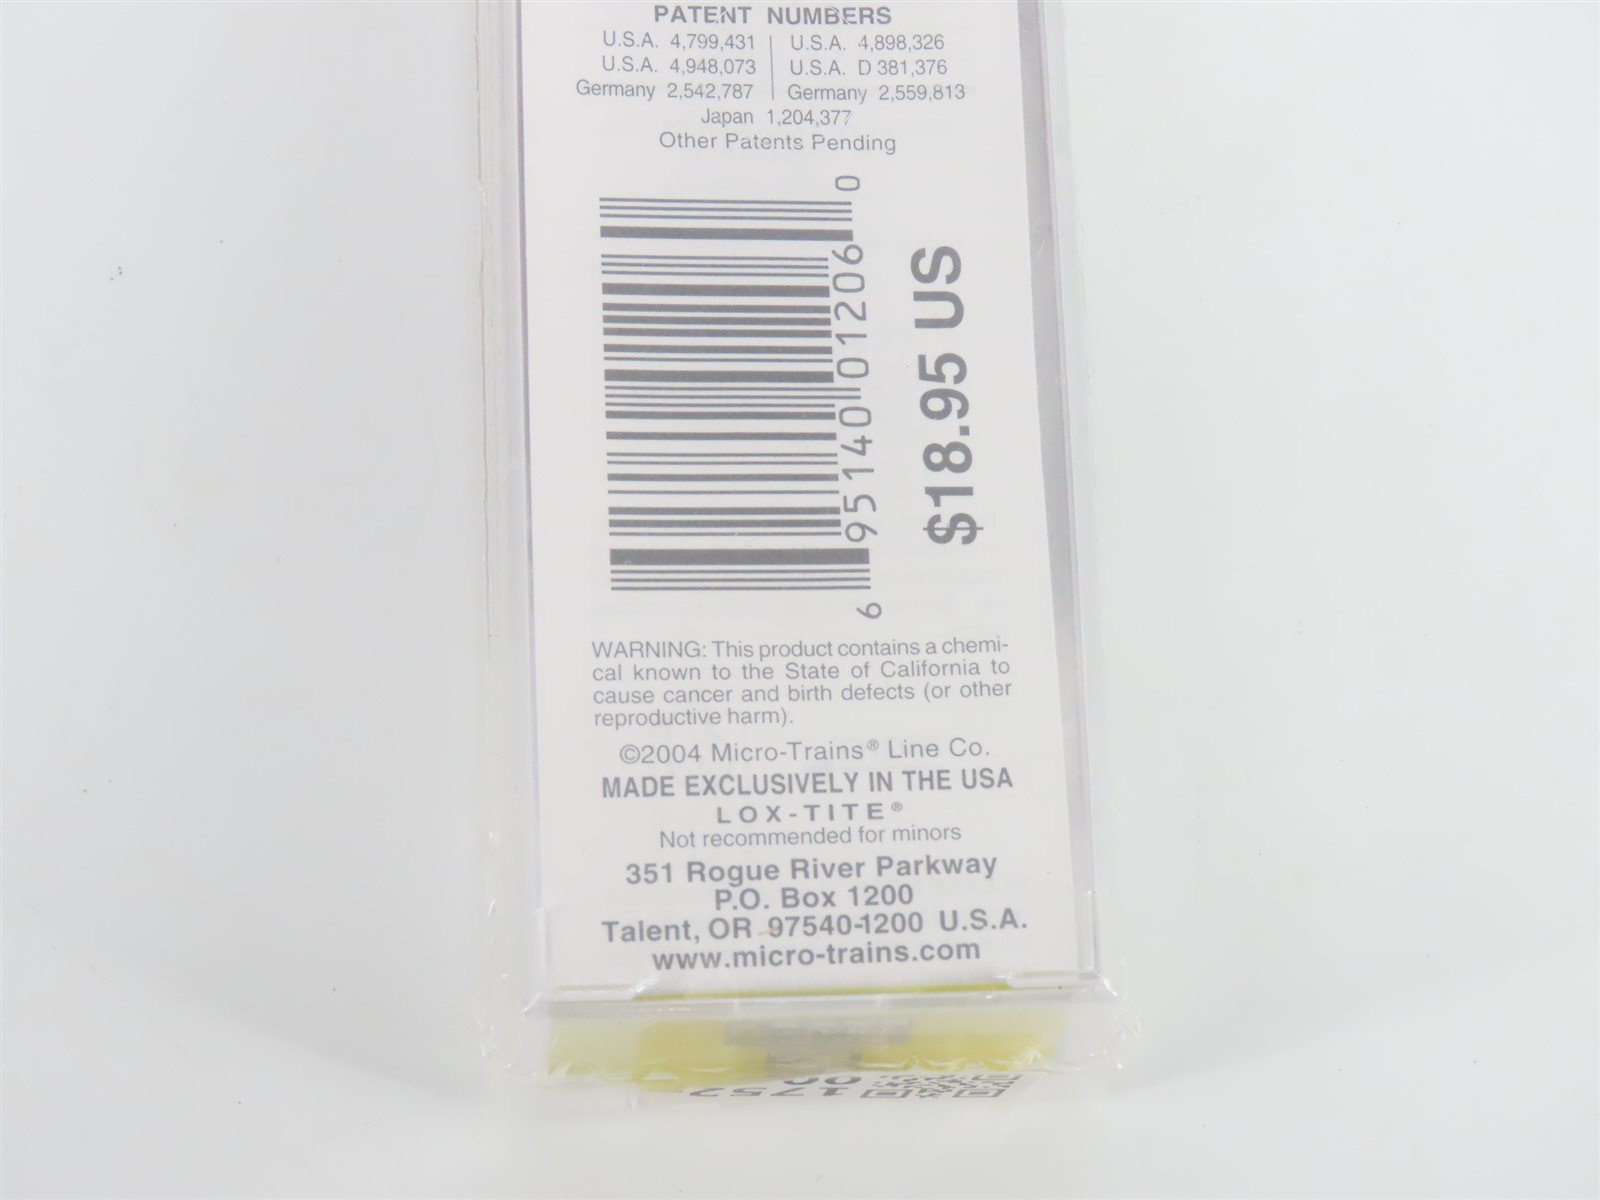 PATENT NUMBERS
U.S.A. 4,799,431 | U.S.A. 4,898,326
U.S.A. 4,948,073 | U.S.A. D 381,376
Germany 2,542,787 | Germany 2,559,813
Japan 1,204,377
Other Patents Pending
6 95140 01206 0
$18.95 US
WARNING: This product contains a chemi-
cal known to the State of California to
cause cancer and birth defects (or other
reproductive harm).
©2004 Micro-Trains® Line Co.
MADE EXCLUSIVELY IN THE USA
LOX-TITE®
Not recommended for minors
351 Rogue River Parkway
P.O. Box 1200
Talent, OR 97540-1200 U.S.A.
www.micro-trains.com